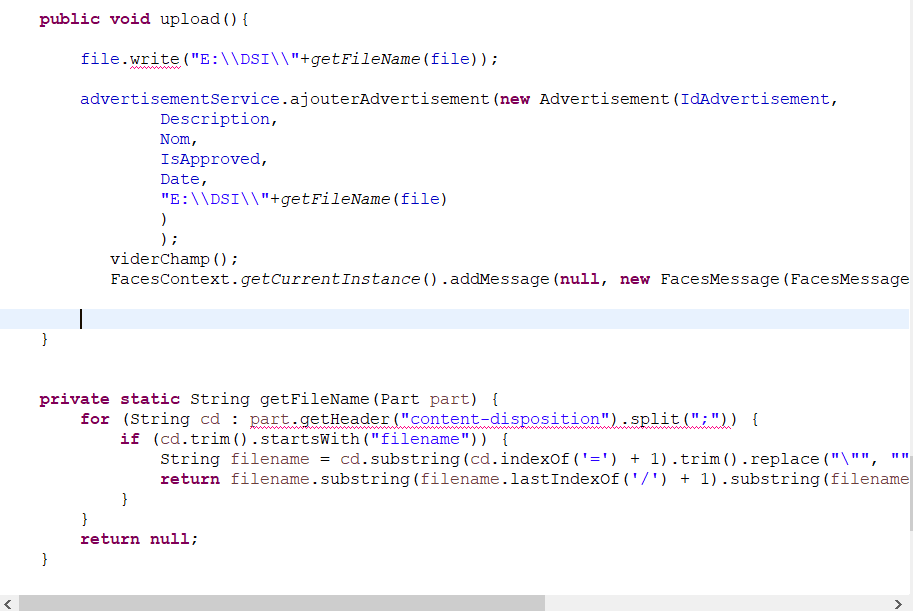 public void upload(){
file.write("E:\\DSI\\"+getFileName(file));
advertisementService.ajouterAdvertisement(new Advertisement(IdAdvertisement,
Description,
Nom,
IsApproved,
Date,
"E:\\DSI\\"+getFileName(file)
)
);
viderChamp();
FacesContext.getCurrentInstance().addMessage(null, new FacesMessage(FacesMessage
}
private static String getFileName(Part part) {
for (String cd : part.getHeader("content-disposition").split(";")) {
if (cd.trim().startsWith("filename")) {
String filename = cd.substring(cd.indexOf('=') + 1).trim().replace("\"", ""
return filename.substring(filename.lastIndexOf('/') + 1).substring(filename
}
}
return null;
}